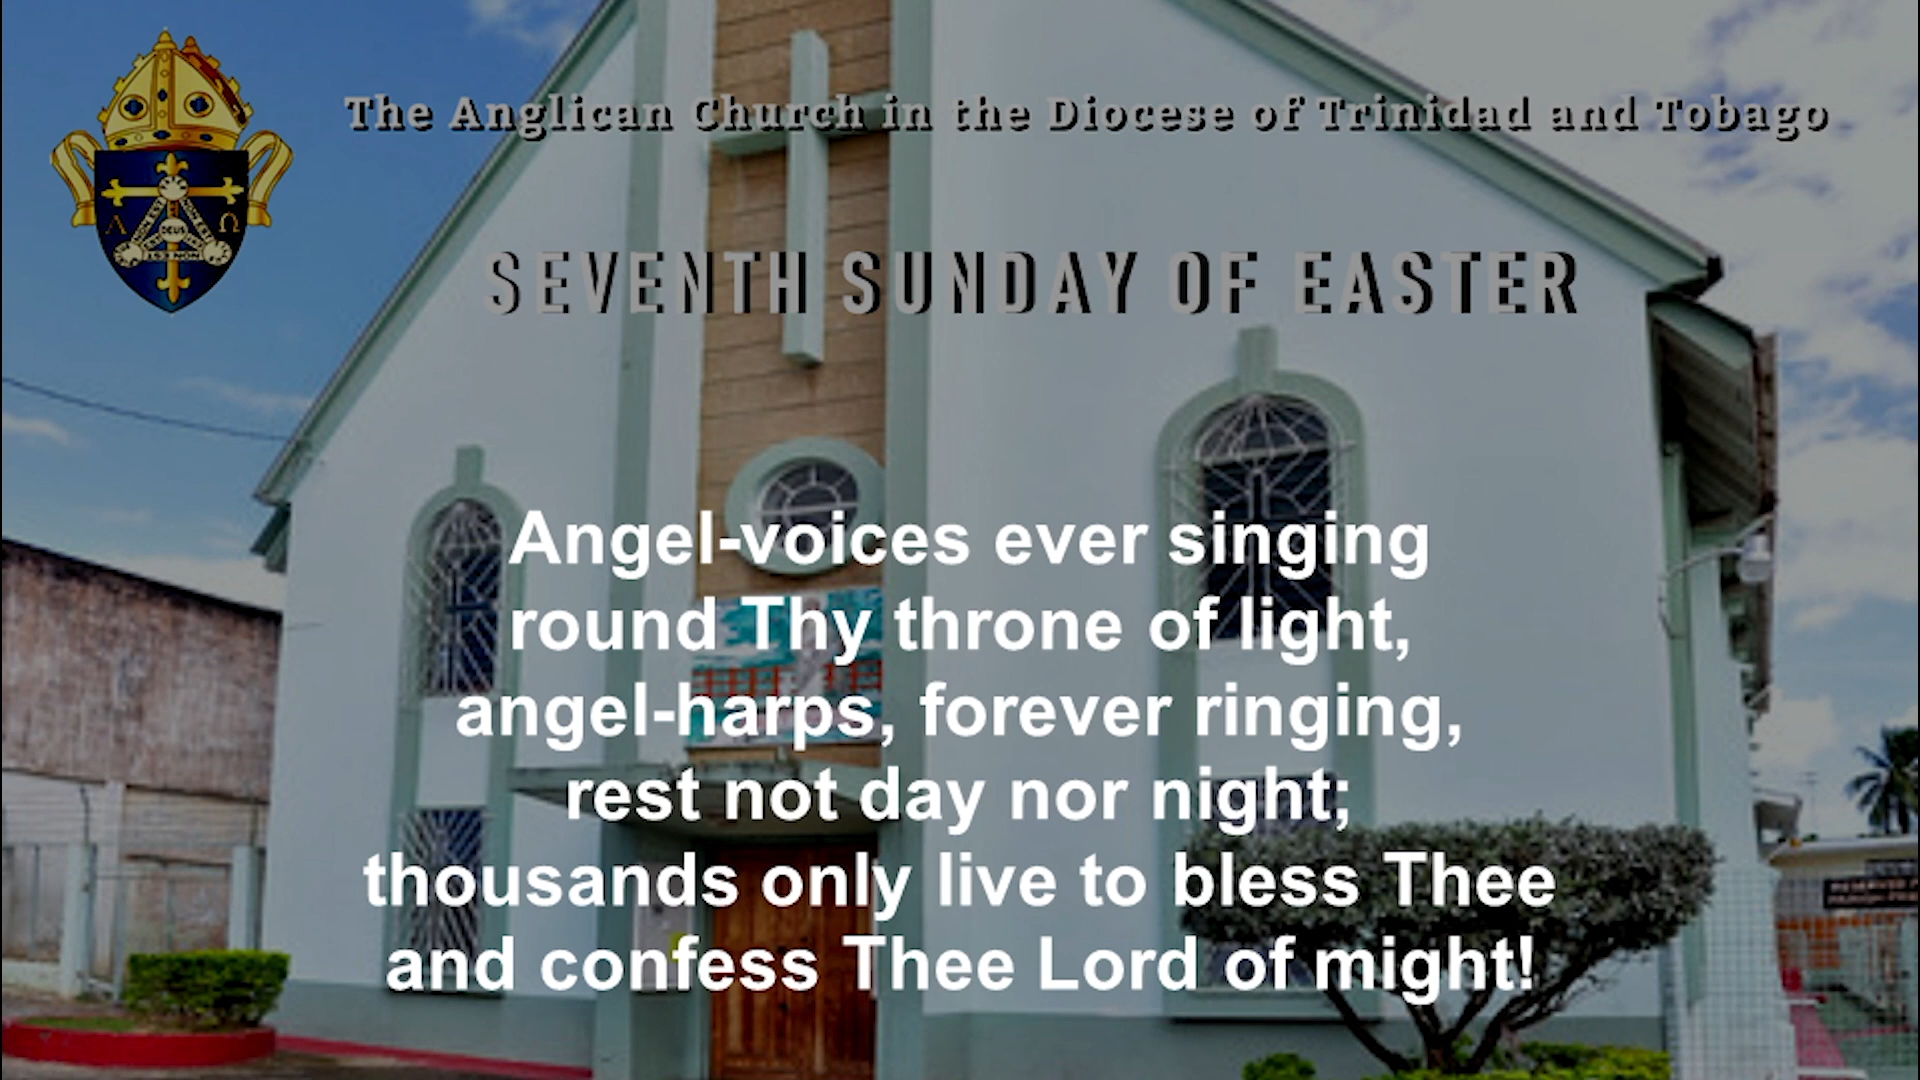 The Anglican Church in the Diocese of Trinidad and Tobago
SEVENTH SUNDAY OF EASTER
Angel-voices ever singing
round Thy throne of light,
angel-harps, forever ringing,
rest not day nor night;
thousands only live to bless Thee
and confess Thee Lord of might!
Α Ω
DEUS